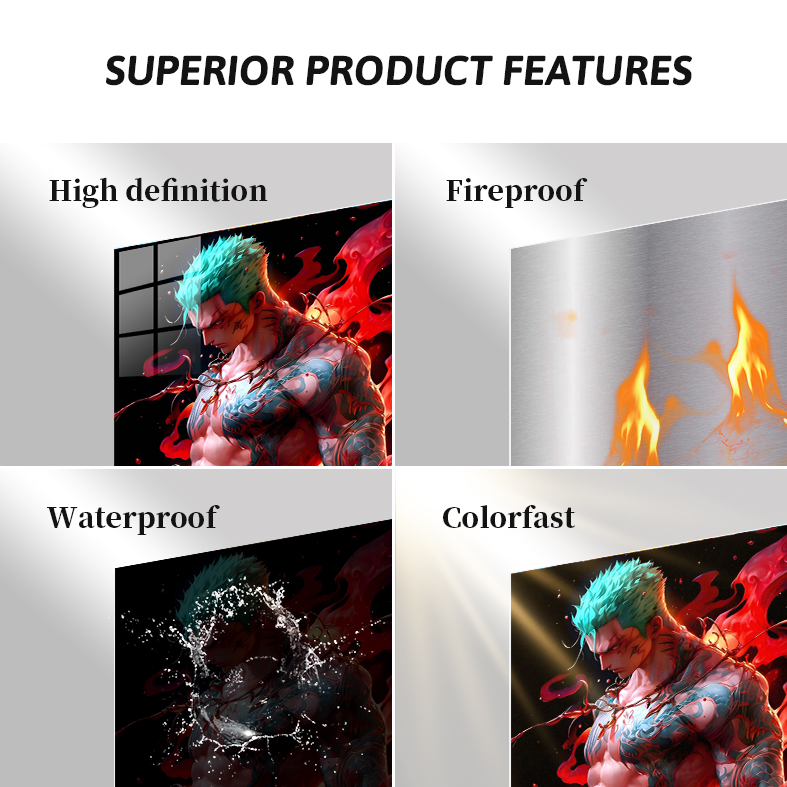 SUPERIOR PRODUCT FEATURES
High definition
Fireproof
Waterproof
Colorfast